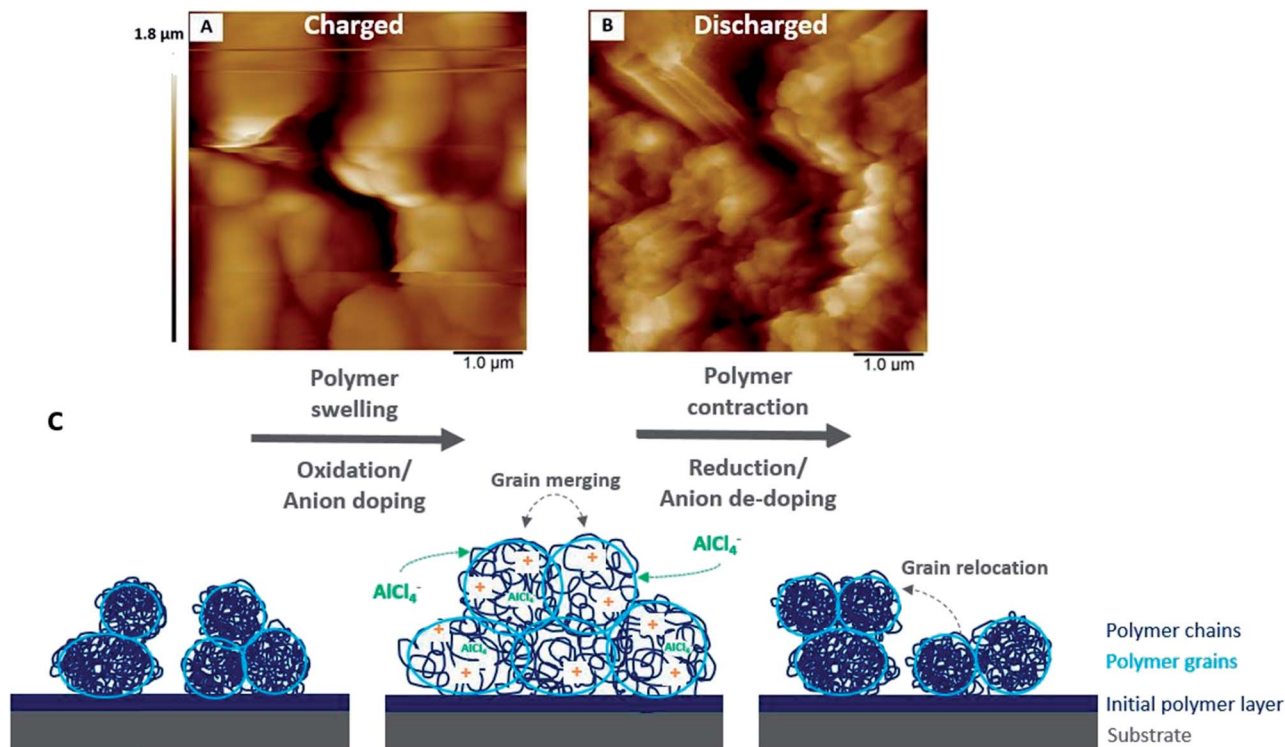 A
Charged
1.8 µm
1.0 µm
B
Discharged
1.0 µm
C
Polymer
swelling
Oxidation/
Anion doping
Polymer
contraction
Reduction/
Anion de-doping
Grain merging
AlCl4-
AlCl4-
+
+
+
+
+
+
+
+
+
AlCl4
AlCl4
AlCl4
Grain relocation
Polymer chains
Polymer grains
Initial polymer layer
Substrate